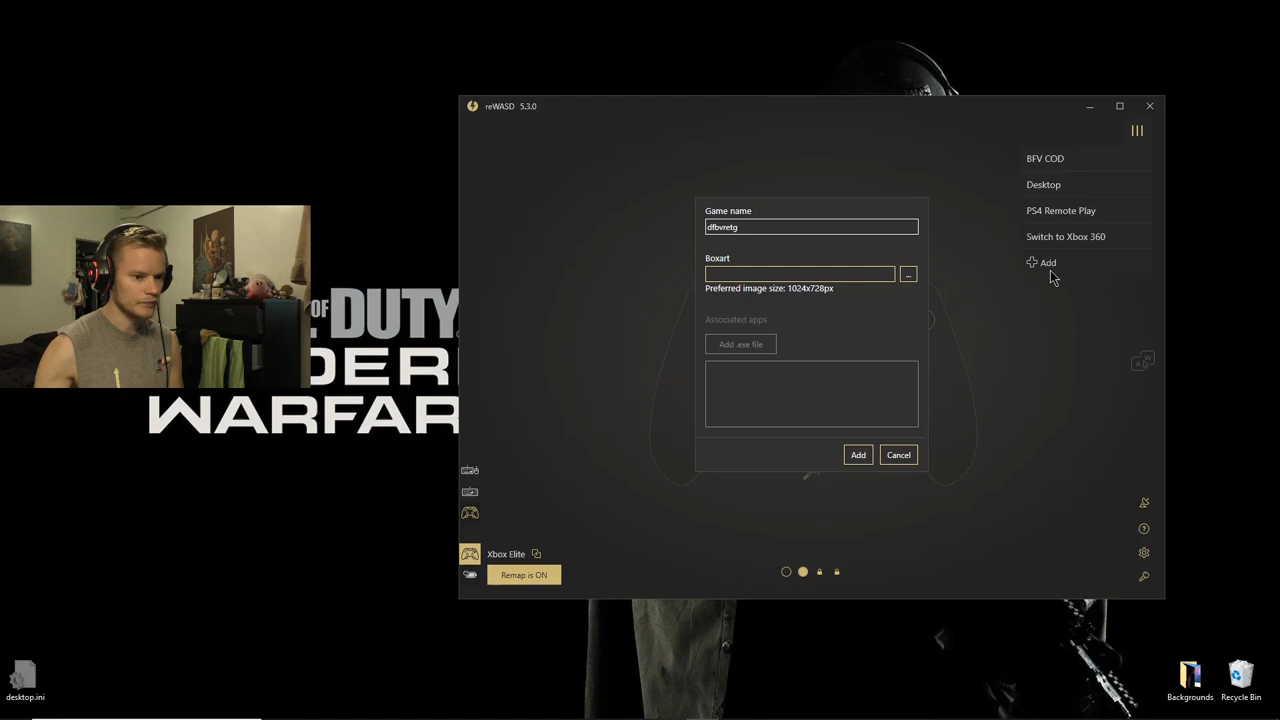 reWASD 5.3.0
BFV COD
Desktop
PS4 Remote Play
Switch to Xbox 360
Add
Game name
dfbvretg
Boxart
...
Preferred image size: 1024x728px
Associated apps
Add .exe file
Add
Cancel
OF DUTY
DER
WARFAR
Xbox Elite
Remap is ON
desktop.ini
Backgrounds
Recycle Bin